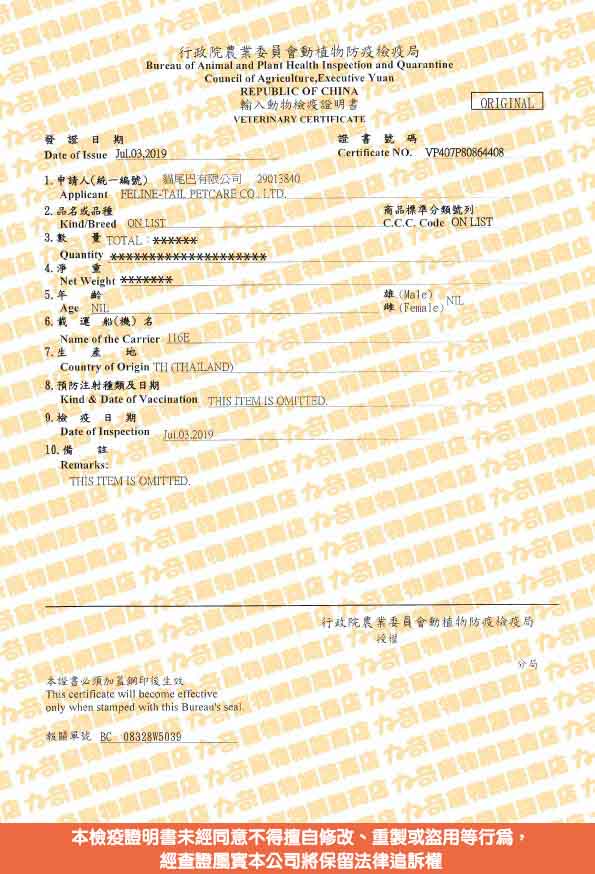 行政院農業委員會動植物防疫檢疫局
Bureau of Animal and Plant Health Inspection and Quarantine
Council of Agriculture,Executive Yuan
REPUBLIC OF CHINA
輸入動物檢疫證明書
ORIGINAL
VETERINARY CERTIFICATE
發證日期
證書號碼
Date of Issue Jul.03,2019
Certificate NO. VP407P80864408
1.申請人(統一編號) 貓尾巴有限公司 29013840
Applicant FELINE-TAIL PETCARE CO., LTD.
2.品名或品種
商品標準分類號列
Kind/Breed ON LIST
C.C.C. Code ON LIST
3.數量 TOTAL：******
Quantity ********************
4.淨重
Net Weight *******
5.年齡
雄(Male)
Age NIL
雌(Female) NIL
6.載運船(機)名
Name of the Carrier 116E
7.生產地
Country of Origin TH (THAILAND)
8.預防注射種類及日期
Kind & Date of Vaccination THIS ITEM IS OMITTED.
9.檢疫日期
Date of Inspection Jul.03.2019
10.備註
Remarks:
THIS ITEM IS OMITTED.
行政院農業委員會動植物防疫檢疫局
授權
分局
本證書必須加蓋鋼印後生效
This certificate will become effective
only when stamped with this Bureau's seal.
報關單號 BC 08328W5039
本檢疫證明書未經同意不得擅自修改、重製或盜用等行為，
經查證屬實本公司將保留法律追訴權